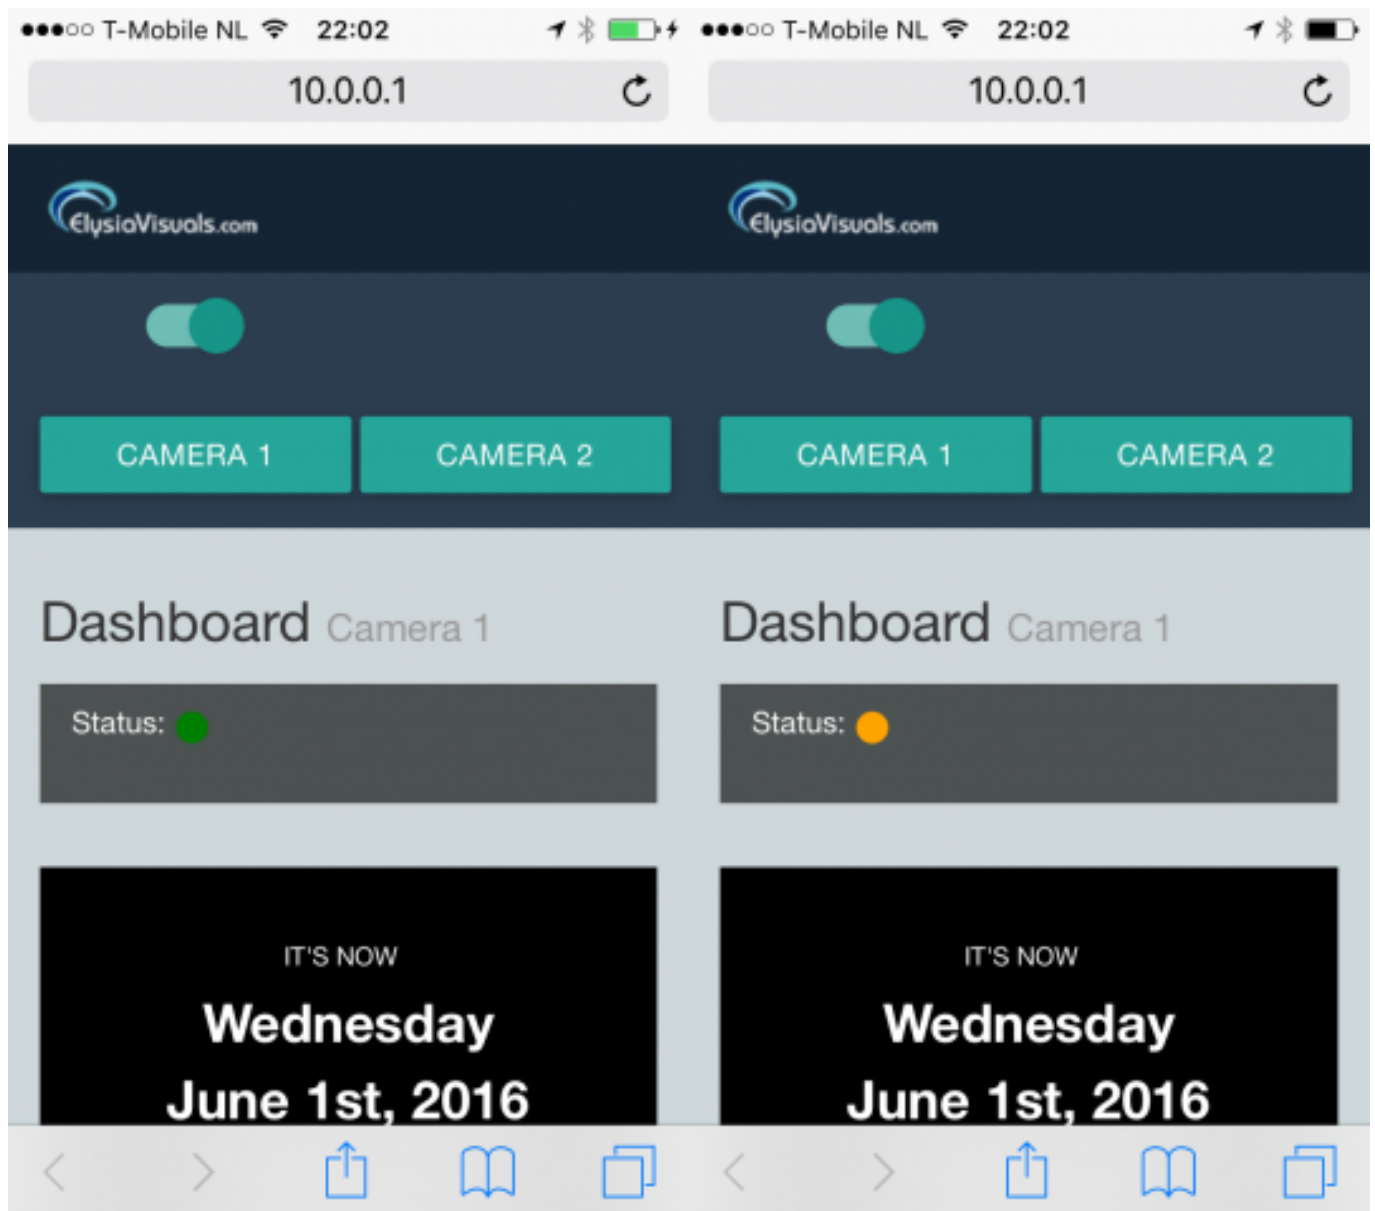 T-Mobile NL 22:02
10.0.0.1
ElysiaVisuals.com
CAMERA 1 CAMERA 2
Dashboard Camera 1
Status:
IT'S NOW
Wednesday
June 1st, 2016
T-Mobile NL 22:02
10.0.0.1
ElysiaVisuals.com
CAMERA 1 CAMERA 2
Dashboard Camera 1
Status:
IT'S NOW
Wednesday
June 1st, 2016